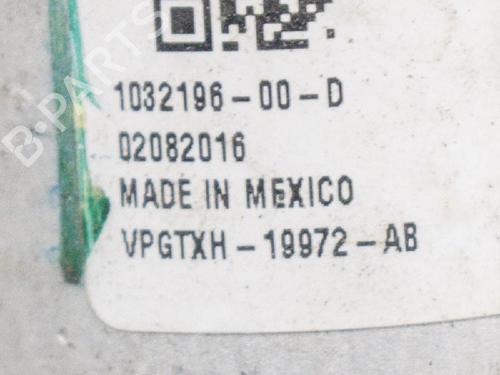 B-PARTS
1032196-00-D
02082016
MADE IN MEXICO
VPGTXH-19972-AB